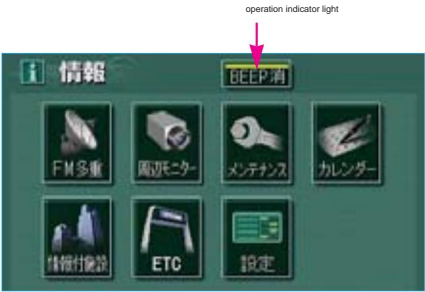 operation indicator light
情報
BEEP消
FM多重
周辺モニター
メンテナンス
カレンダー
情報付施設
ETC
設定